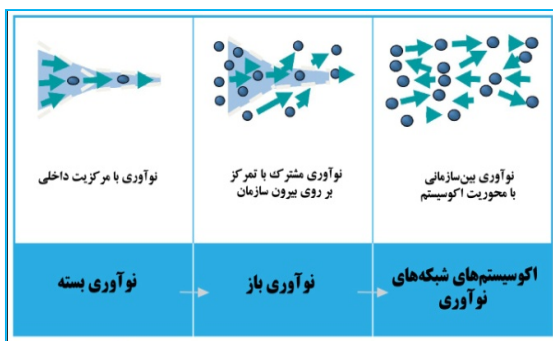 نوآوری با مرکزیت داخلی
نوآوری مشترک با تمرکز
بر روی بیرون سازمان
نوآوری بین‌سازمانی
با محوریت اکوسیستم
نوآوری بسته
نوآوری باز
اکوسیستم‌های شبکه‌های
نوآوری